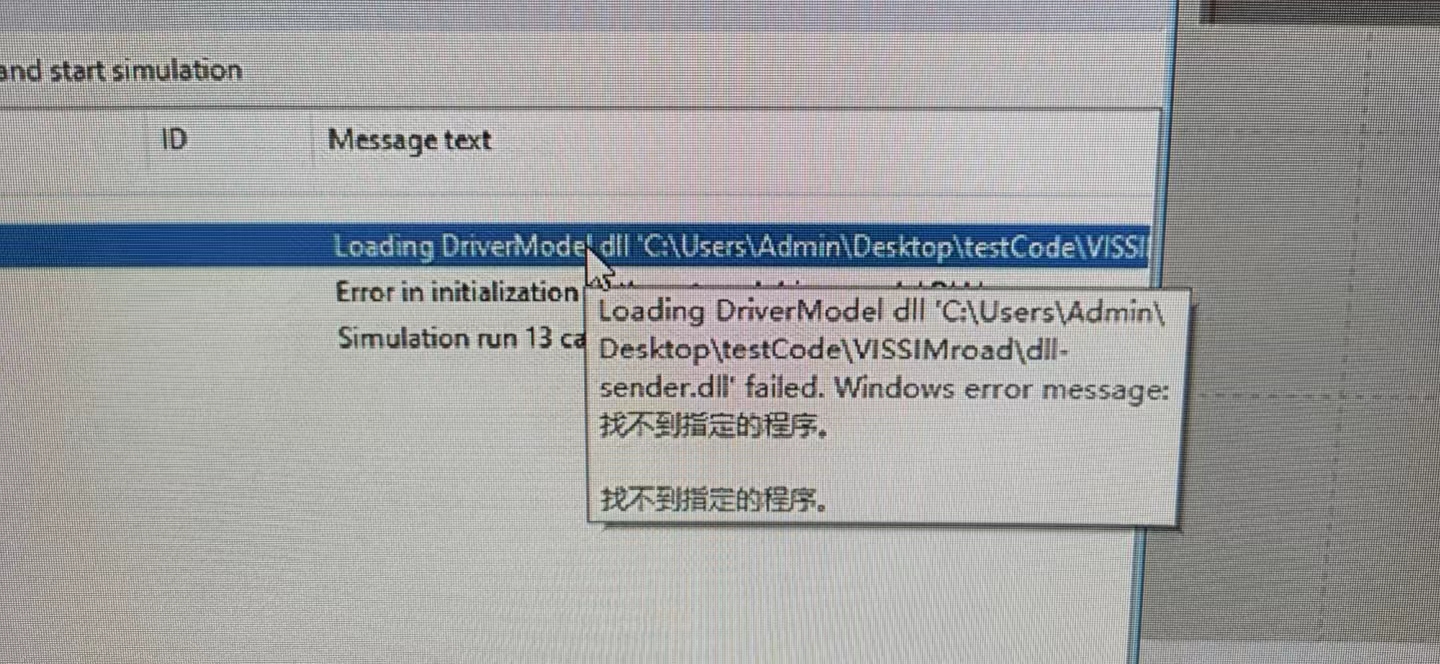 and start simulation
ID Message text
Loading DriverModel dll 'C:\Users\Admin\Desktop\testCode\VISSI
Error in initialization
Simulation run 13 ca
Loading DriverModel dll 'C:\Users\Admin\
Desktop\testCode\VISSIMroad\dll-
sender.dll' failed. Windows error message:
找不到指定的程序。
找不到指定的程序。